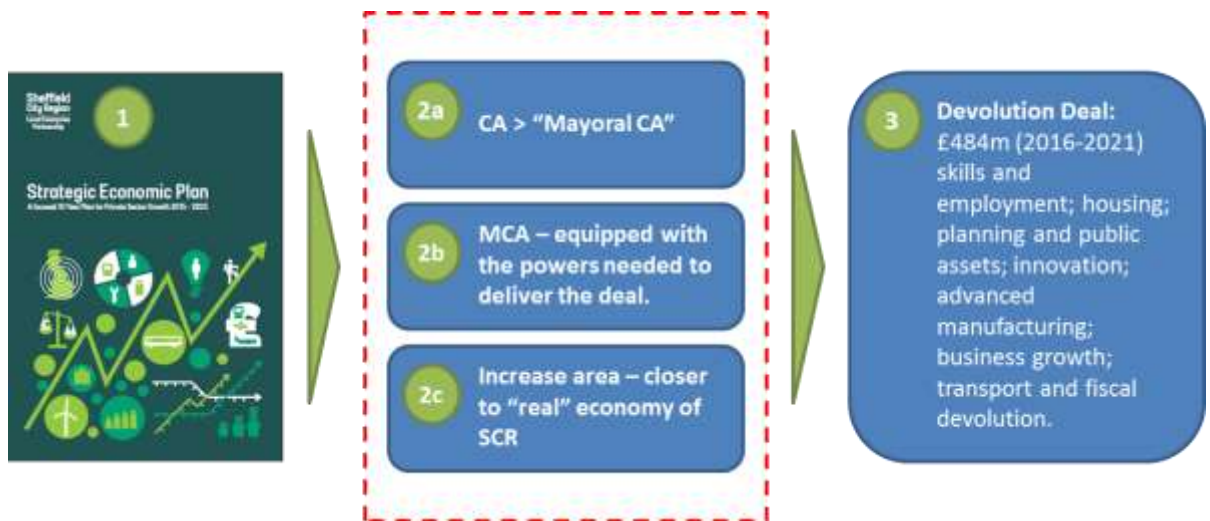 Sheffield
City Region
Local Enterprise
Partnership
1
Strategic Economic Plan
2a
CA > “Mayoral CA”
2b
MCA – equipped with
the powers needed to
deliver the deal.
2c
Increase area – closer
to “real” economy of
SCR
3
Devolution Deal:
£484m (2016-2021)
skills and
employment; housing;
planning and public
assets; innovation;
advanced
manufacturing;
business growth;
transport and fiscal
devolution.